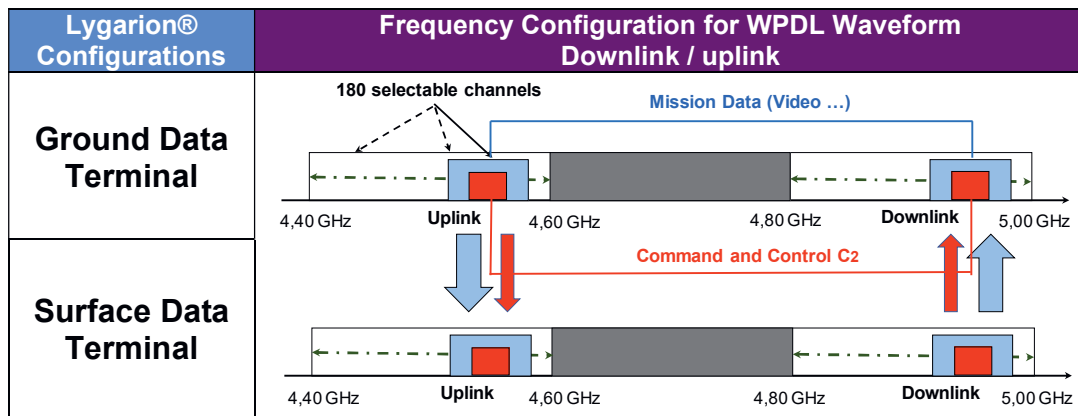 Lygarion®
Configurations
Frequency Configuration for WPDL Waveform
Downlink / uplink
Ground Data
Terminal
180 selectable channels
Mission Data (Video ...)
Uplink
Downlink
4,40 GHz
4,60 GHz
4,80 GHz
5,00 GHz
Command and Control C2
Surface Data
Terminal
Uplink
Downlink
4,40 GHz
4,60 GHz
4,80 GHz
5,00 GHz